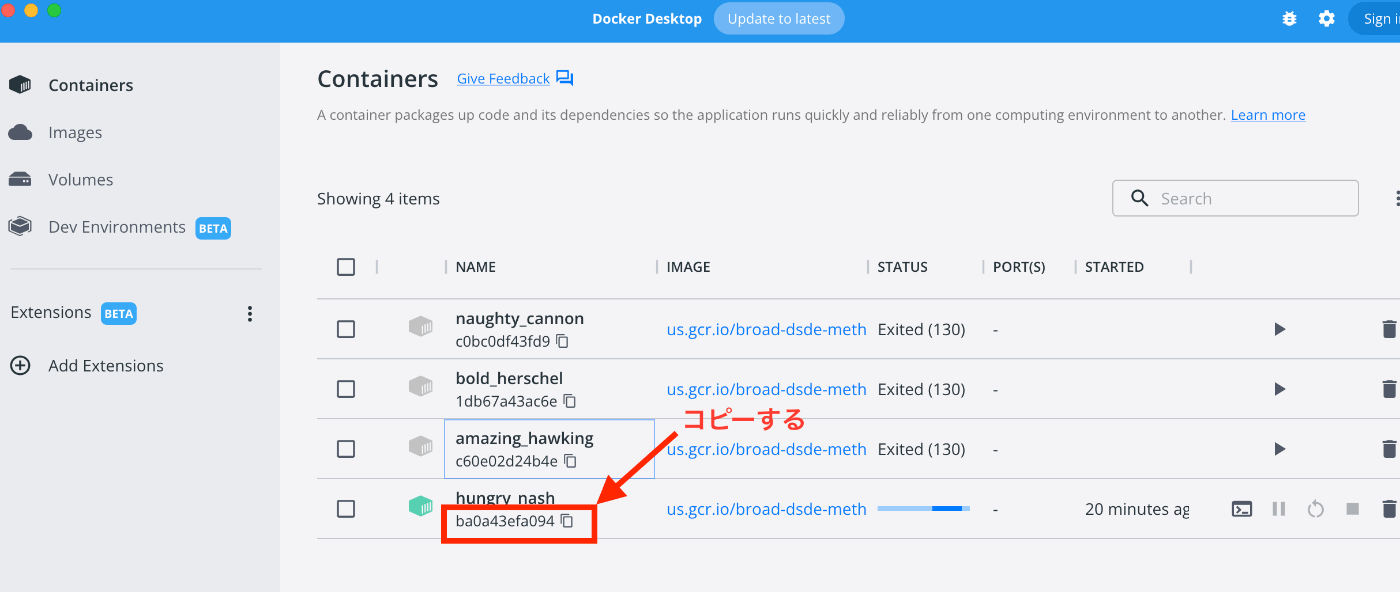 Docker Desktop Update to latest Sign i
Containers
Images
Volumes
Dev Environments BETA
Extensions BETA
Add Extensions
Containers Give Feedback
A container packages up code and its dependencies so the application runs quickly and reliably from one computing environment to another. Learn more
Showing 4 items
Search
NAME IMAGE STATUS PORT(S) STARTED
naughty_cannon
c0bc0df43fd9
us.gcr.io/broad-dsde-meth Exited (130) -
bold_herschel
1db67a43ac6e
us.gcr.io/broad-dsde-meth Exited (130) -
コピーする
amazing_hawking
c60e02d24b4e
us.gcr.io/broad-dsde-meth Exited (130) -
hungry_nash
ba0a43efa094
us.gcr.io/broad-dsde-meth - 20 minutes ag